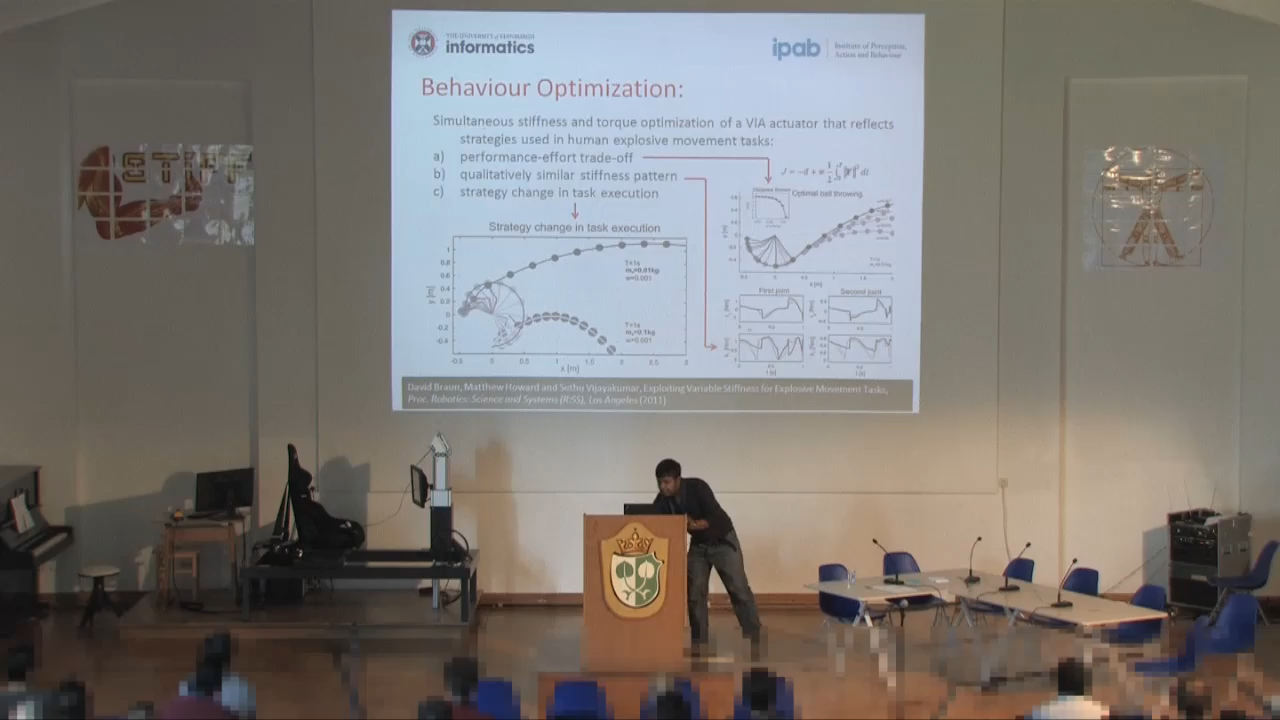 THE UNIVERSITY of EDINBURGH
informatics
ipab
Institute of Perception,
Action and Behaviour
Behaviour Optimization:
Simultaneous stiffness and torque optimization of a VIA actuator that reflects
strategies used in human explosive movement tasks:
a) performance-effort trade-off
b) qualitatively similar stiffness pattern
c) strategy change in task execution
Strategy change in task execution
Optimal ball throwing
First joint
Second joint
y [m]
x [m]
David Braun, Matthew Howard and Sethu Vijayakumar, Exploiting Variable Stiffness for Explosive Movement Tasks,
Proc. Robotics: Science and Systems (RSS), Los Angeles (2011)